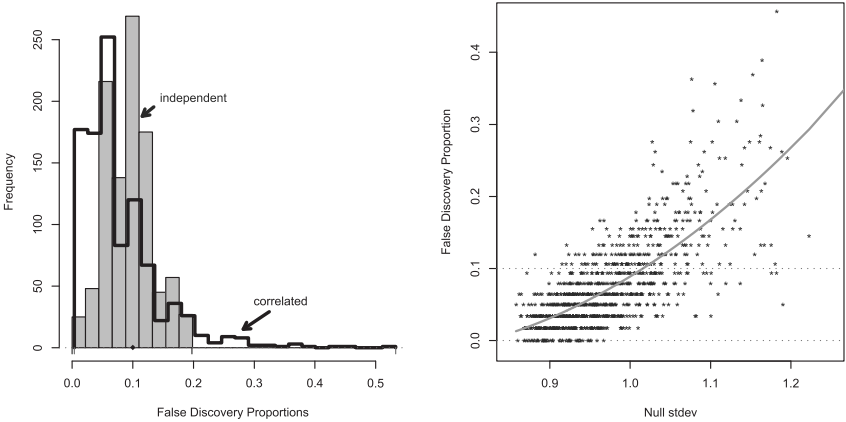 250
200
150
100
50
0
Frequency
independent
correlated
0.0 0.1 0.2 0.3 0.4 0.5
False Discovery Proportions
0.4
0.3
0.2
0.1
0.0
False Discovery Proportion
0.9 1.0 1.1 1.2
Null stdev